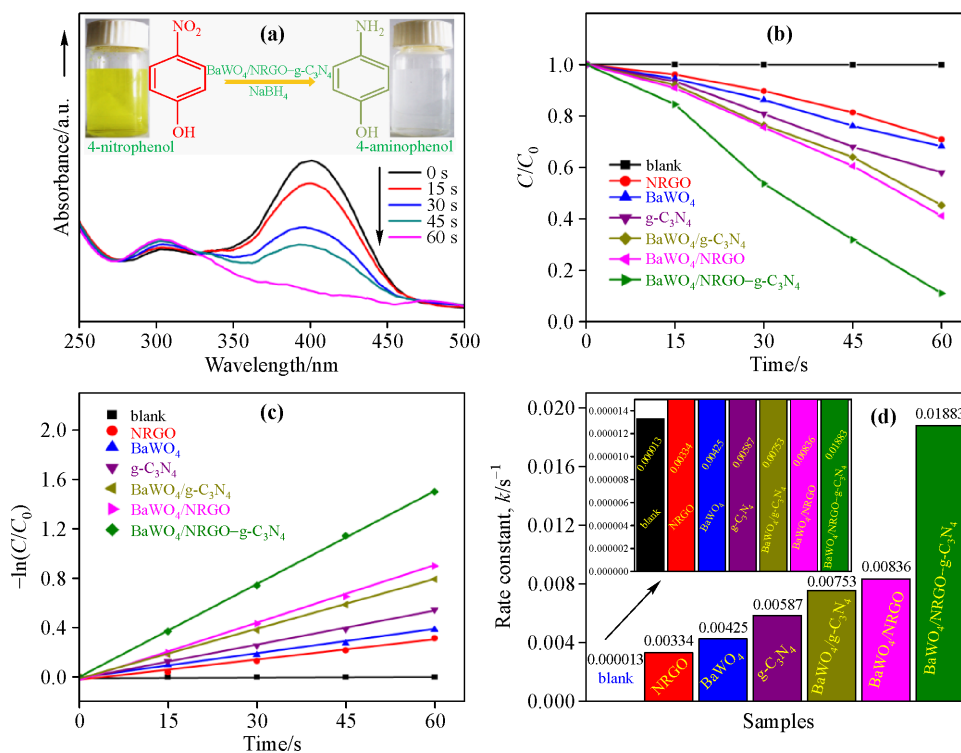 (a)
NO₂
NH₂
BaWO₄/NRGO−g-C₃N₄
NaBH₄
OH
OH
4-nitrophenol
4-aminophenol
0 s
15 s
30 s
45 s
60 s
Absorbance/a.u.
250 300 350 400 450 500
Wavelength/nm
(b)
C/C₀
1.0
0.8
0.6
0.4
0.2
0.0
blank
NRGO
BaWO₄
g-C₃N₄
BaWO₄/g-C₃N₄
BaWO₄/NRGO
BaWO₄/NRGO−g-C₃N₄
0 15 30 45 60
Time/s
(c)
−ln(C/C₀)
2.0
1.6
1.2
0.8
0.4
0.0
blank
NRGO
BaWO₄
g-C₃N₄
BaWO₄/g-C₃N₄
BaWO₄/NRGO
BaWO₄/NRGO−g-C₃N₄
0 15 30 45 60
Time/s
(d)
Rate constant, k/s⁻¹
0.020
0.016
0.012
0.008
0.004
0.000
0.000014
0.000012
0.000010
0.000008
0.000006
0.000004
0.000002
0.000000
0.000013
blank
0.00334
NRGO
0.00425
BaWO₄
0.00587
g-C₃N₄
0.00753
BaWO₄/g-C₃N₄
0.00836
BaWO₄/NRGO
0.01883
BaWO₄/NRGO−g-C₃N₄
0.000013
blank
0.00334
NRGO
0.00425
BaWO₄
0.00587
g-C₃N₄
0.00753
BaWO₄/g-C₃N₄
0.00836
BaWO₄/NRGO
0.01883
BaWO₄/NRGO−g-C₃N₄
Samples